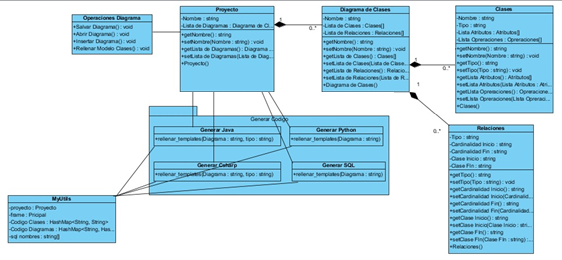 Operaciones Diagrama
+Salvar Diagrama() : void
+Abrir Diagrama() : void
+Insertar Diagrama() : void
+Rellenar Modelo Clases() : void
Proyecto
-Nombre : string
-Lista de Diagramas : Diagrama de Cl...
+getNombre() : string
+setNombre(Nombre : string) : void
+getLista de Diagramas() : Diagrama ...
+setLista de Diagramas(Lista de Diag...
+Proyecto()
1
0..*
Diagrama de Clases
-Nombre : string
-Lista de Clases : Clases[]
-Lista de Relaciones : Relaciones[]
+getNombre() : string
+setNombre(Nombre : string) : void
+getLista de Clases() : Clases[]
+setLista de Clases(Lista de Clase...
+getLista de Relaciones() : Relacio...
+setLista de Relaciones(Lista de R...
+Diagrama de Clases()
1
0..*
1
0..*
Clases
-Nombre : string
-Tipo : string
-Lista Atributos : Atributos[]
-Lista Operaciones : Operaciones[]
+getNombre() : string
+setNombre(Nombre : string) : void
+getTipo() : string
+setTipo(Tipo : string) : void
+getLista Atributos() : Atributos[]
+setLista Atributos(Lista Atributos : Atri...
+getLista Operaciones() : Operacione...
+setLista Operaciones(Lista Operaci...
+Clases()
Generar Codigo
Generar Java
+rellenar_templates(Diagrama : string, tipo : string)
Generar Python
+rellenar_templates(Diagrama : string)
Generar CsHarp
+rellenar_templates(Diagrama : string)
Generar SQL
+rellenar_templates(Diagrama : string)
MyUtils
-proyecto : Proyecto
-frame : Pricipal
-Codigo Clases : HashMap<String, String>
-Codigo Diagramas : HashMap<String, Has...
-sql nombres : string[]
Relaciones
-Tipo : string
-Cardinalidad Inicio : string
-Cardinalidad Fin : string
-Clase Inicio : string
-Clase Fin : string
+getTipo() : string
+setTipo(Tipo : string) : void
+getCardinalidad Inicio() : string
+setCardinalidad Inicio(Cardinalidad ...
+getCardinalidad Fin() : string
+setCardinalidad Fin(Cardinalidad...
+getClase Inicio() : string
+setClase Inicio(Clase Inicio : stri...
+getClase Fin() : string
+setClase Fin(Clase Fin : string) : ...
+Relaciones()